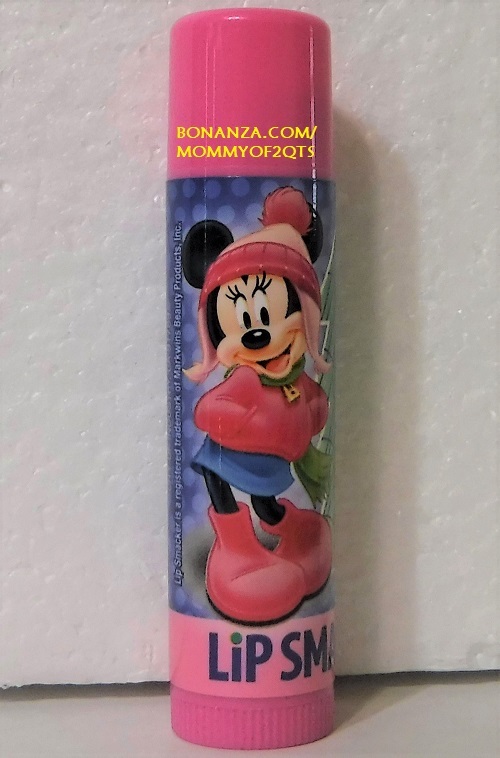 BONANZA.COM/
MOMMYOF2QTS
Lip Smacker is a registered trademark of Markwins Beauty Products, Inc.
LiP SMA